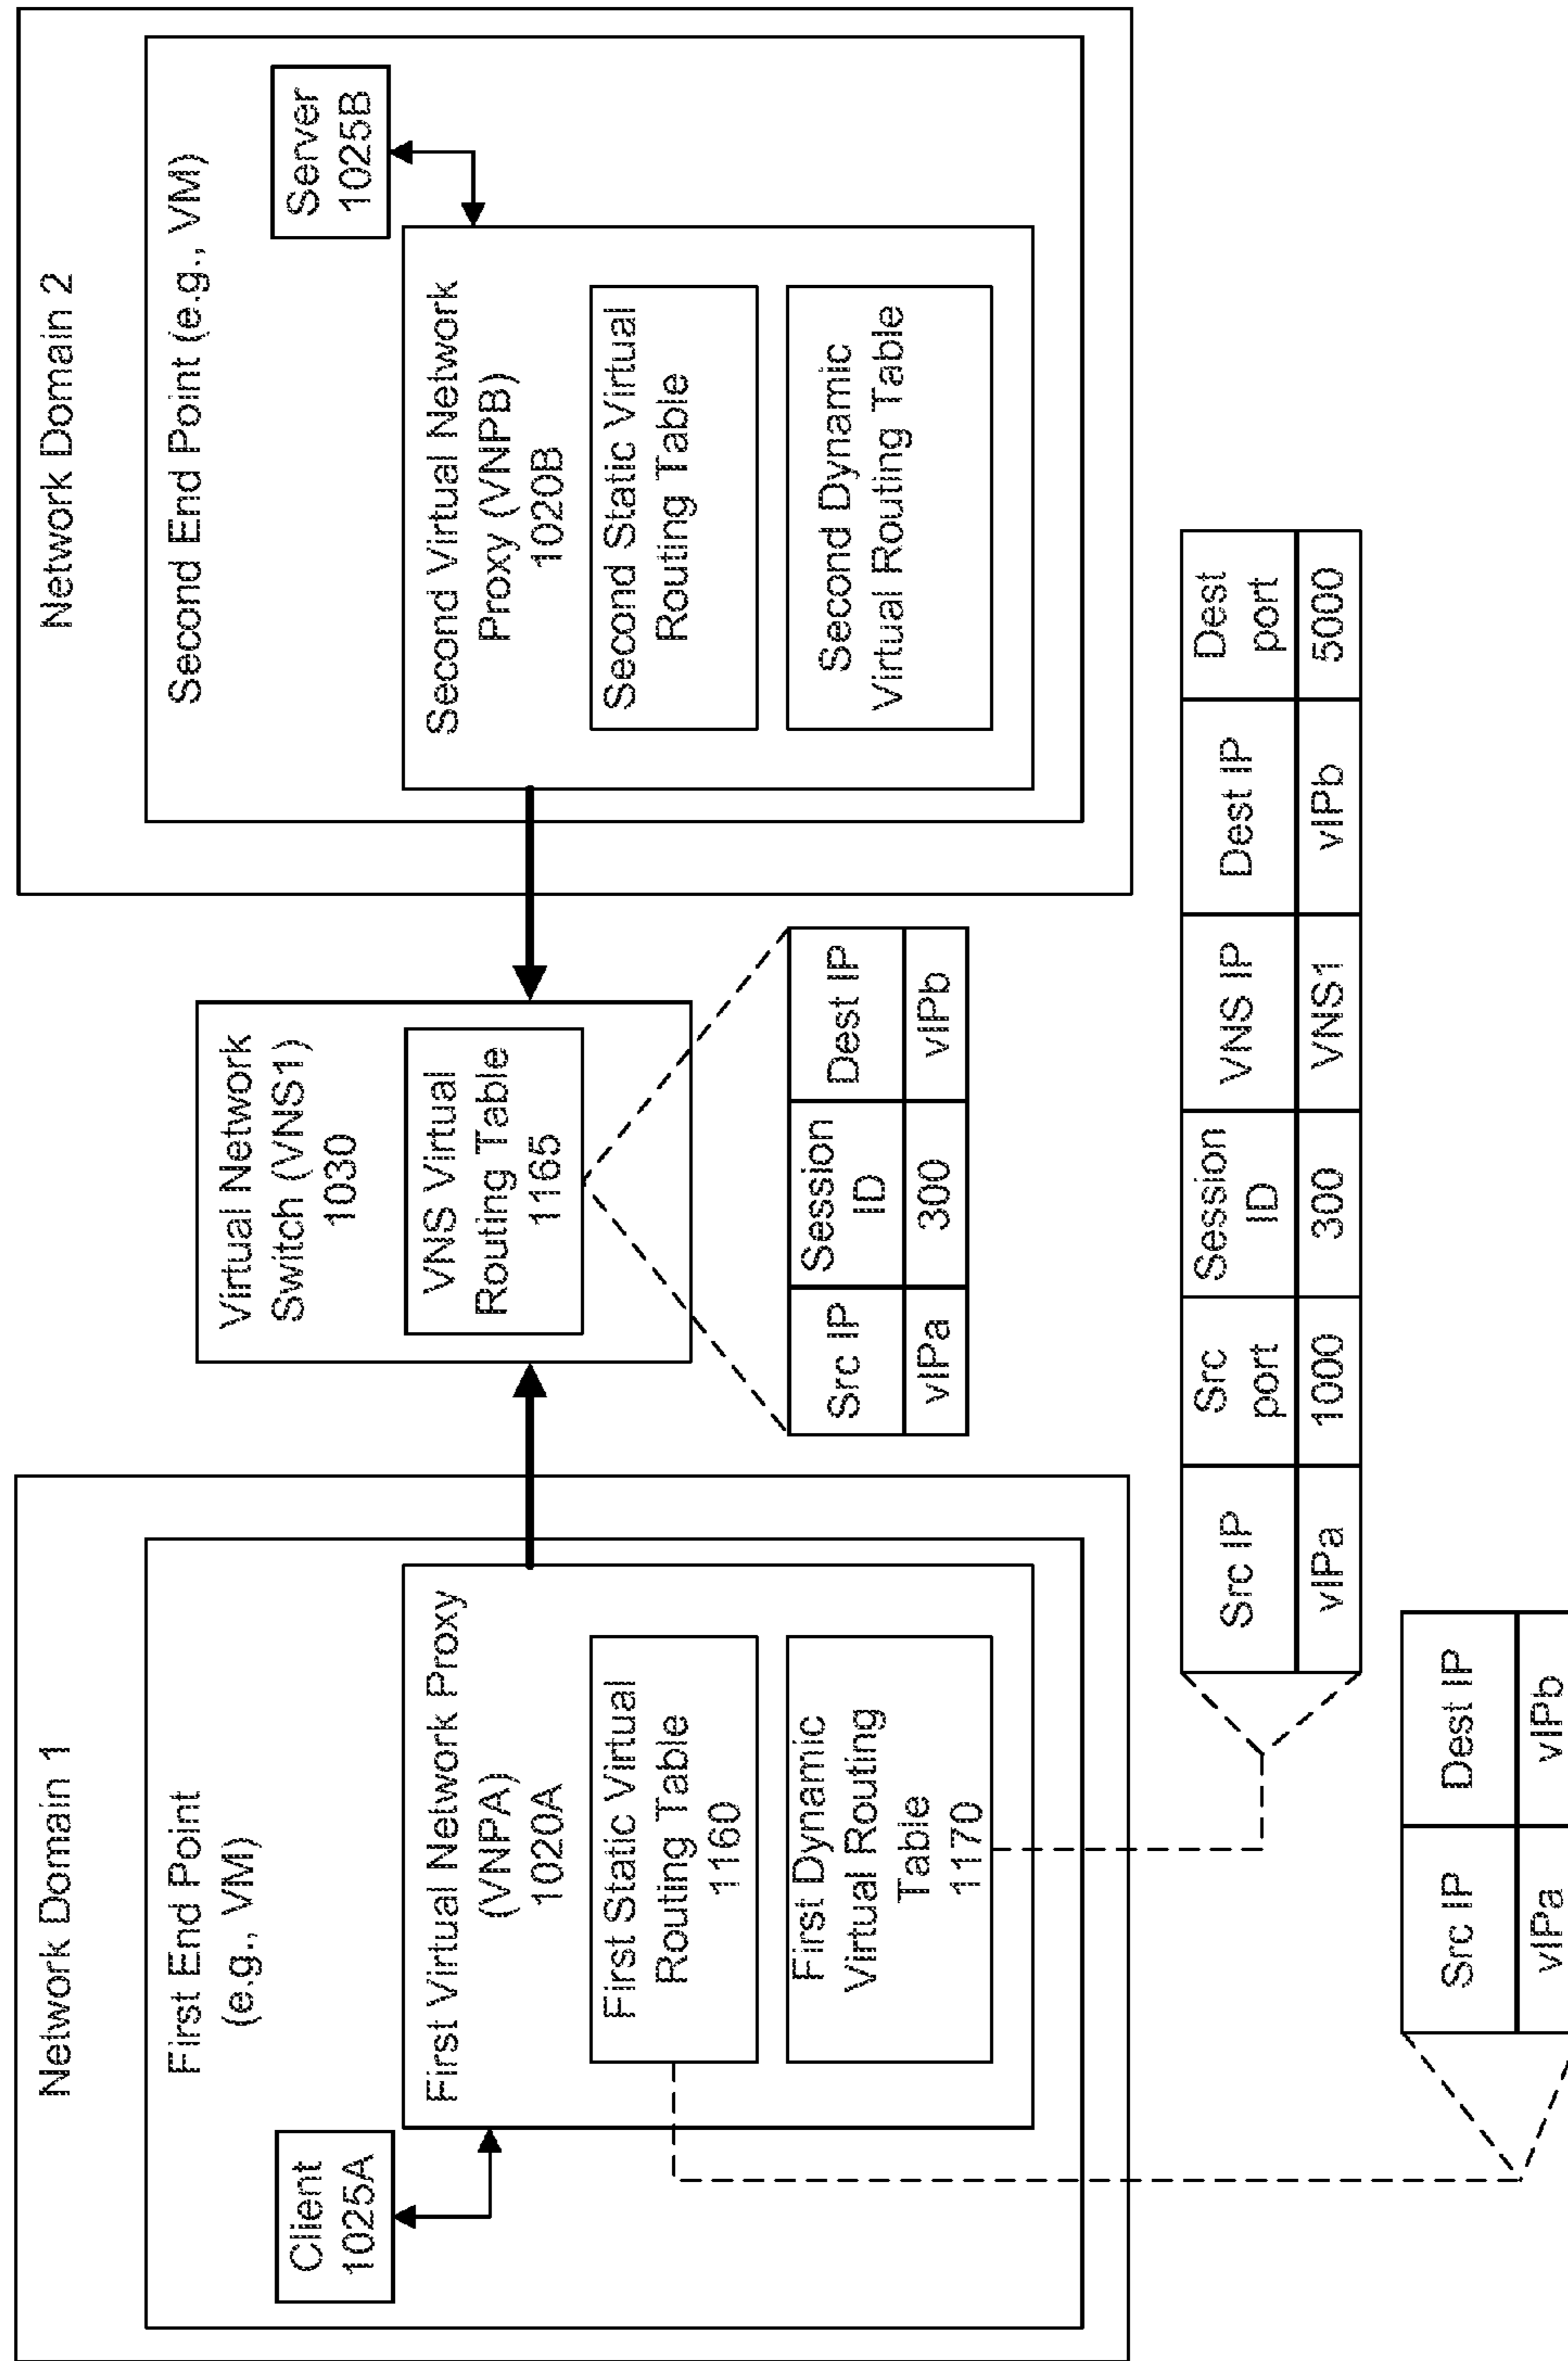 Network Domain 1
First End Point
(e.g., VM)
Client
1025A
First Virtual Network Proxy
(VNPA)
1020A
First Static Virtual
Routing Table
1160
First Dynamic
Virtual Routing
Table
1170
Virtual Network
Switch (VNS1)
1030
VNS Virtual
Routing Table
1165
Src IP
Session
ID
Dest IP
vIPa
300
vIPb
Network Domain 2
Second End Point (e.g., VM)
Server
1025B
Second Virtual Network
Proxy (VNPB)
1020B
Second Static Virtual
Routing Table
Second Dynamic
Virtual Routing Table
Src IP
Src
port
Session
ID
VNS IP
Dest IP
Dest
port
vIPa
1000
300
VNS1
vIPb
5000
Src IP
Dest IP
vIPa
vIPb